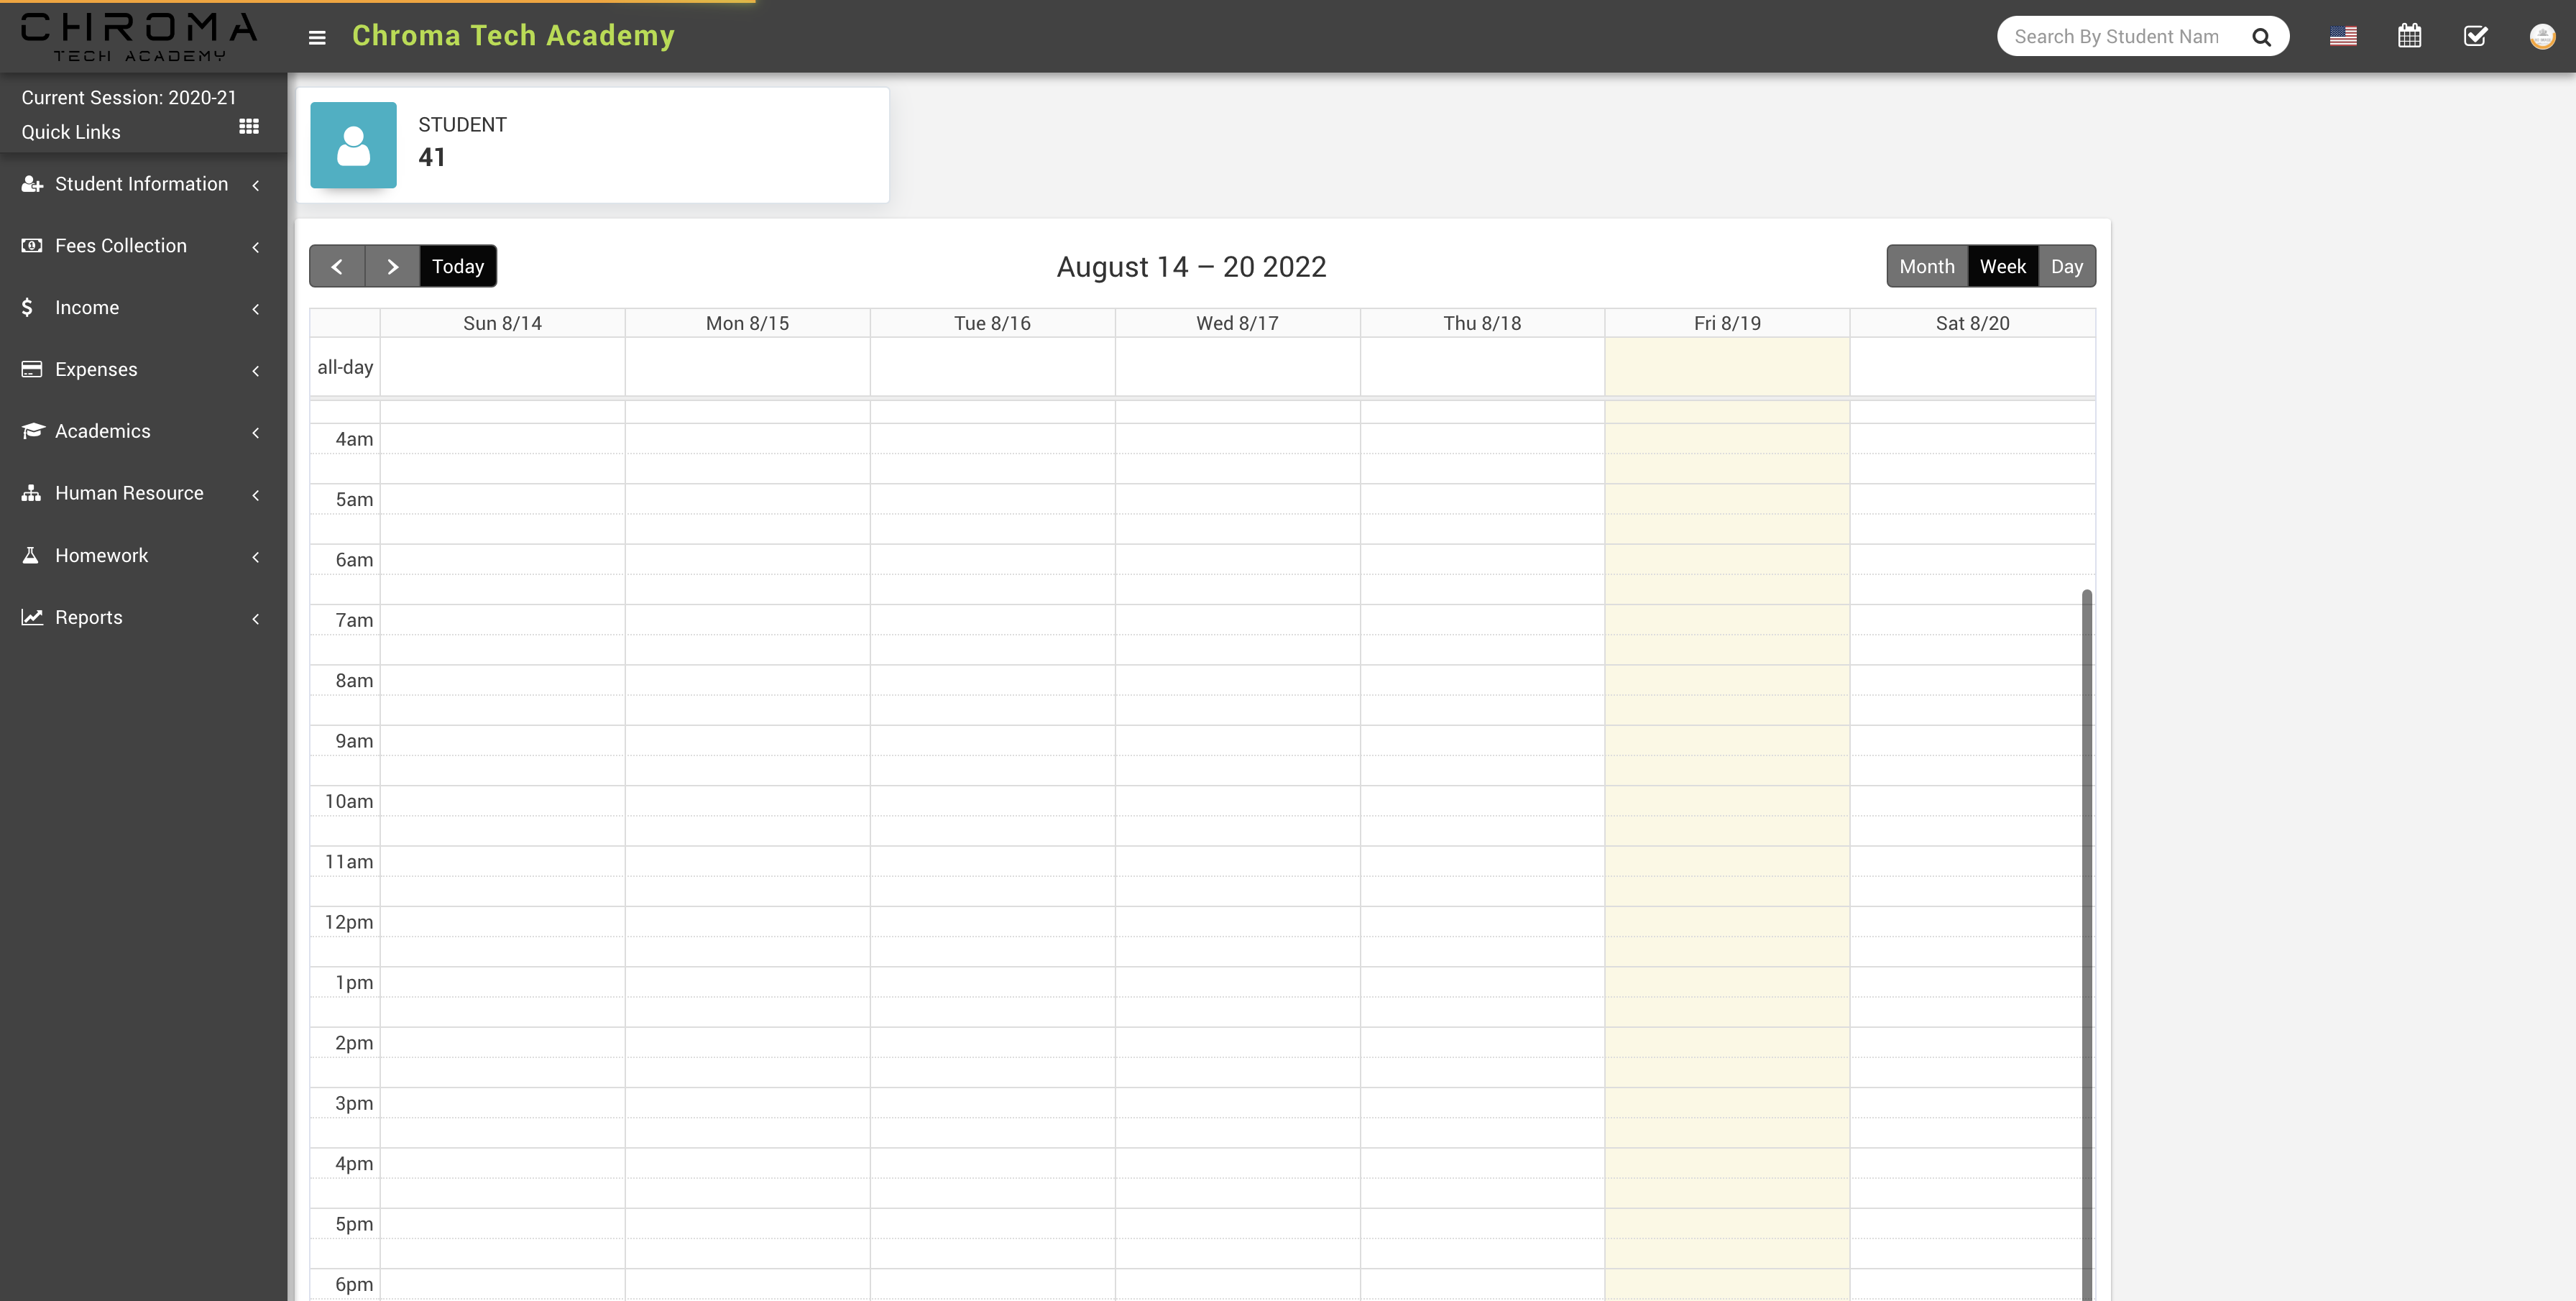 CHROMA
TECH ACADEMY
Chroma Tech Academy
Search By Student Nam
Current Session: 2020-21
Quick Links
Student Information
Fees Collection
Income
Expenses
Academics
Human Resource
Homework
Reports
STUDENT
41
Today
August 14 – 20 2022
Month Week Day
Sun 8/14 Mon 8/15 Tue 8/16 Wed 8/17 Thu 8/18 Fri 8/19 Sat 8/20
all-day
4am
5am
6am
7am
8am
9am
10am
11am
12pm
1pm
2pm
3pm
4pm
5pm
6pm